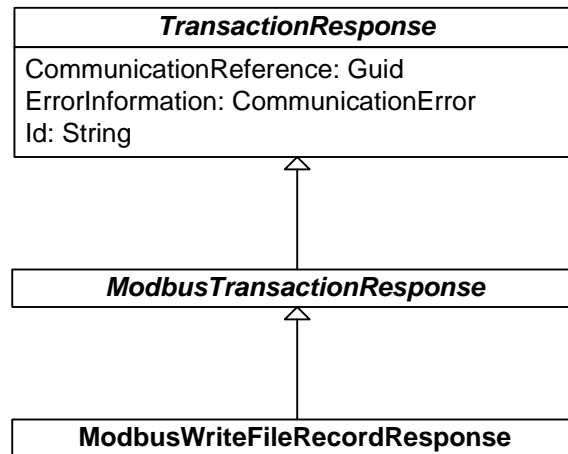 TransactionResponse
CommunicationReference: Guid
ErrorInformation: CommunicationError
Id: String
ModbusTransactionResponse
ModbusWriteFileRecordResponse